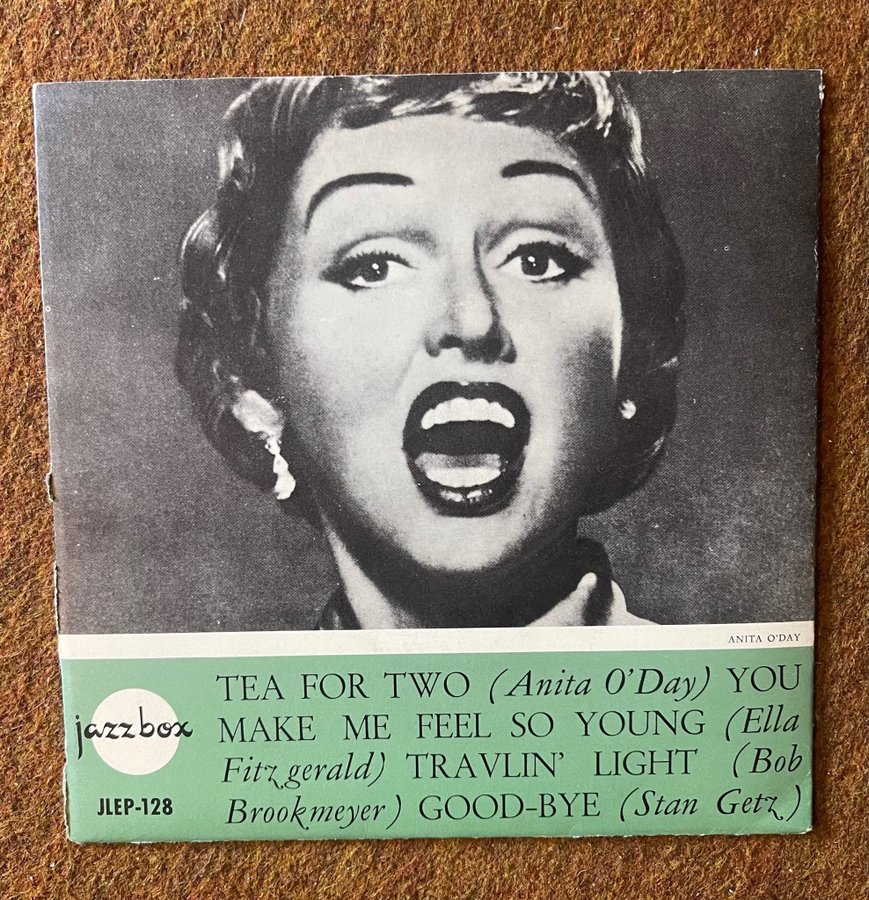 ANITA O'DAY
TEA FOR TWO (Anita O'Day) YOU
MAKE ME FEEL SO YOUNG (Ella
Fitzgerald) TRAVLIN' LIGHT (Bob
Brookmeyer) GOOD-BYE (Stan Getz)
jazzbox
JLEP-128